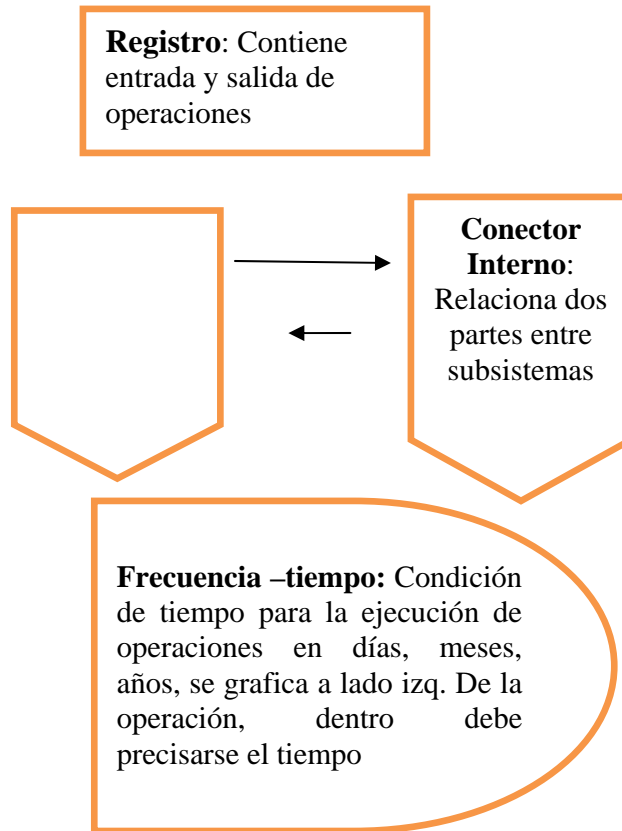 Registro: Contiene
entrada y salida de
operaciones
Conector
Interno:
Relaciona dos
partes entre
subsistemas
Frecuencia –tiempo: Condición
de tiempo para la ejecución de
operaciones en días, meses,
años, se grafica a lado izq. De la
operación, dentro debe
precisarse el tiempo